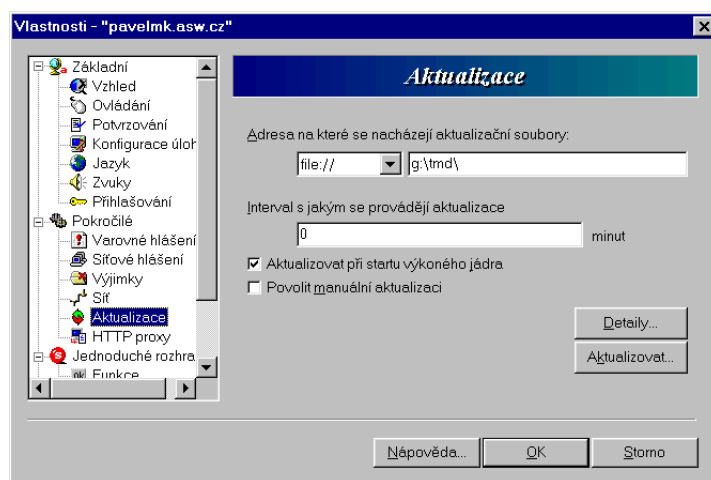 Vlastnosti - "pavelmk.asw.cz"
Základní
Vzhled
Ovládání
Potvrzování
Konfigurace úloh
Jazyk
Zvuky
Přihlašování
Pokročilé
Varovné hlášení
Síťové hlášení
Výjimky
Síť
Aktualizace
HTTP proxy
Jednoduché rozhra
ok Funkce
Aktualizace
Adresa na které se nacházejí aktualizační soubory:
file:// g:\tmd\
Interval s jakým se provádějí aktualizace
0 minut
Aktualizovat při startu výkoného jádra
Povolit manuální aktualizaci
Detaily...
Aktualizovat...
Nápověda... OK Storno